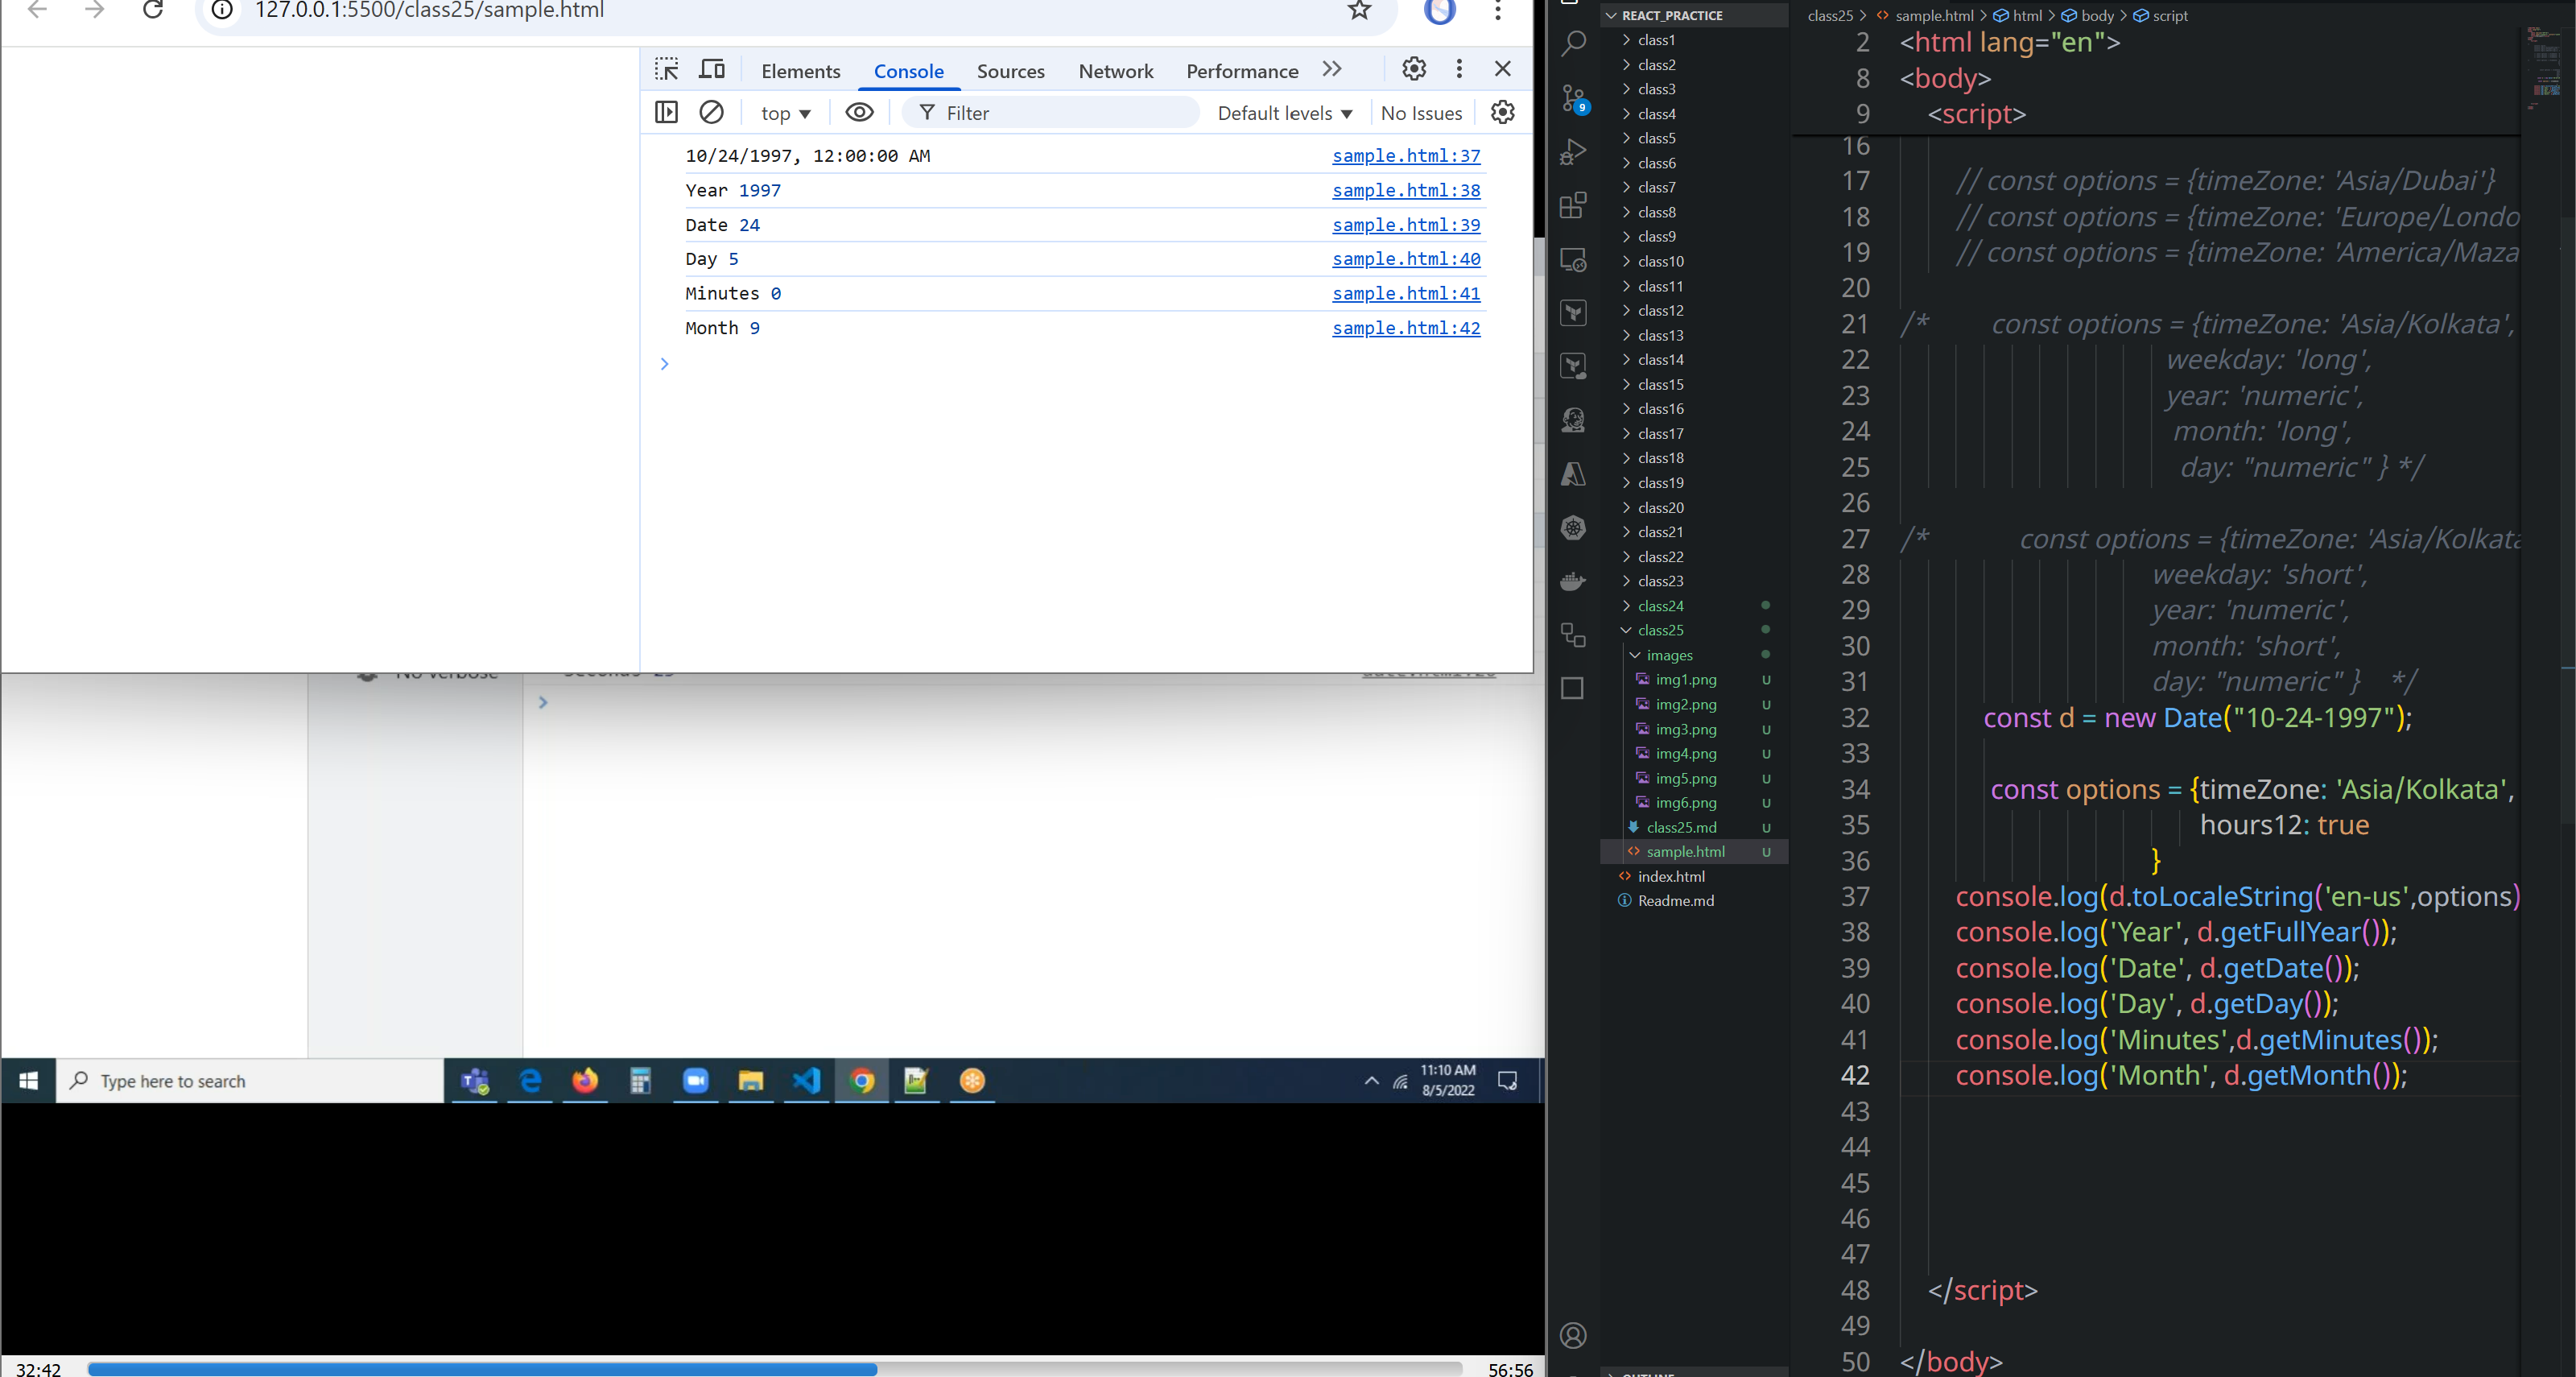 127.0.0.1:5500/class25/sample.html
Elements Console Sources Network Performance
top Filter Default levels No Issues
10/24/1997, 12:00:00 AM sample.html:37
Year 1997 sample.html:38
Date 24 sample.html:39
Day 5 sample.html:40
Minutes 0 sample.html:41
Month 9 sample.html:42
Type here to search
11:10 AM
8/5/2022
32:42
56:56
9
REACT_PRACTICE
class1
class2
class3
class4
class5
class6
class7
class8
class9
class10
class11
class12
class13
class14
class15
class16
class17
class18
class19
class20
class21
class22
class23
class24
class25
images
img1.png U
img2.png U
img3.png U
img4.png U
img5.png U
img6.png U
class25.md U
sample.html U
index.html
Readme.md
class25 > sample.html > html > body > script
2 <html lang="en">
8 <body>
9 <script>
16
17 // const options = {timeZone: 'Asia/Dubai'}
18 // const options = {timeZone: 'Europe/Londo
19 // const options = {timeZone: 'America/Maza
20
21 /* const options = {timeZone: 'Asia/Kolkata',
22 weekday: 'long',
23 year: 'numeric',
24 month: 'long',
25 day: "numeric" } */
26
27 /* const options = {timeZone: 'Asia/Kolkata
28 weekday: 'short',
29 year: 'numeric',
30 month: 'short',
31 day: "numeric" } */
32 const d = new Date("10-24-1997");
33
34 const options = {timeZone: 'Asia/Kolkata',
35 hours12: true
36 }
37 console.log(d.toLocaleString('en-us',options)
38 console.log('Year', d.getFullYear());
39 console.log('Date', d.getDate());
40 console.log('Day', d.getDay());
41 console.log('Minutes',d.getMinutes());
42 console.log('Month', d.getMonth());
43
44
45
46
47
48 </script>
49
50 </body>